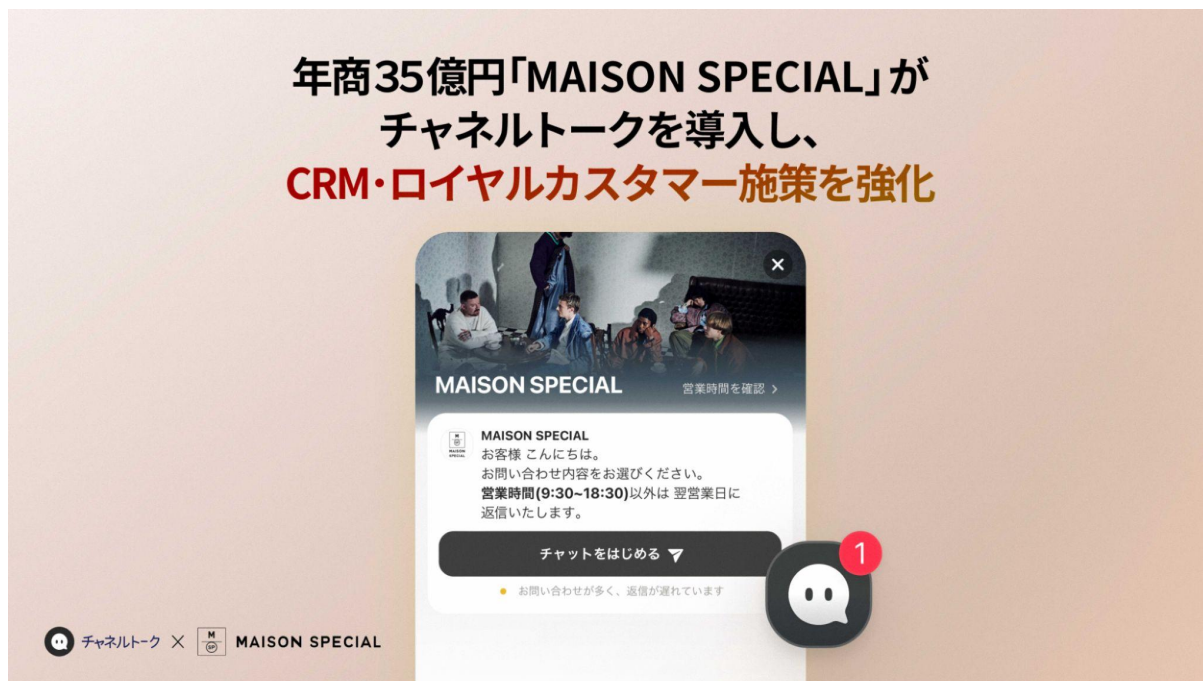 年商35億円「MAISON SPECIAL」が
チャネルトークを導入し、
CRM・ロイヤルカスタマー施策を強化
MAISON SPECIAL
営業時間を確認 >
MAISON SPECIAL
お客様 こんにちは。
お問い合わせ内容をお選びください。
営業時間(9:30~18:30)以外は 翌営業日に
返信いたします。
チャットをはじめる
お問い合わせが多く、返信が遅れています
1
チャネルトーク × M SP MAISON SPECIAL